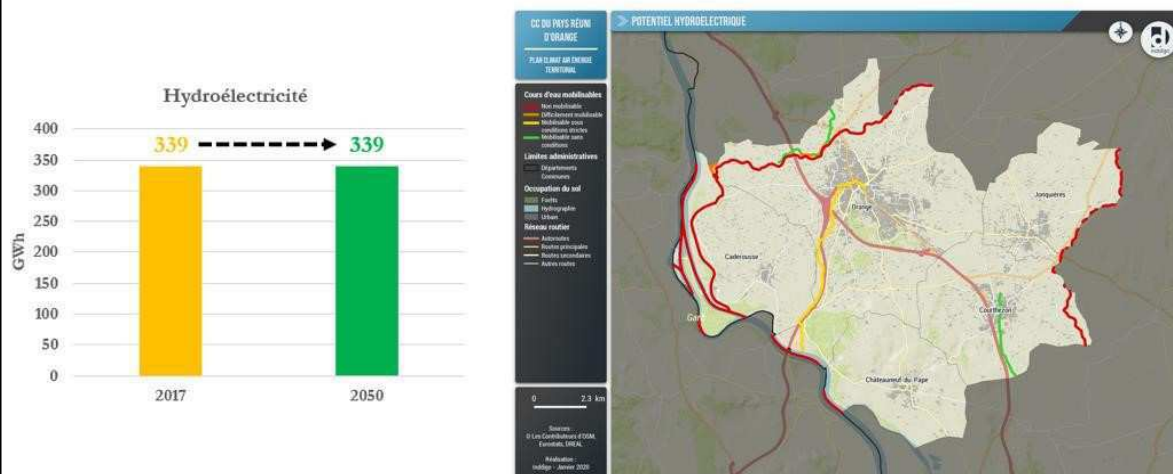 Hydroélectricité
400
350
300
250
200
150
100
50
0
GWh
339
339
2017
2050
CC DU PAYS RÉUNI
D'ORANGE
PLAN CLIMAT AIR ÉNERGIE
TERRITORIAL
Cours d'eau mobilisables
Non mobilisable
Difficilement mobilisable
Mobilisable sous
conditions strictes
Mobilisable sans
conditions
Limites administratives
Départements
Communes
Occupation du sol
Forêts
Hydrographie
Urbain
Réseau routier
Autoroutes
Routes principales
Routes secondaires
Autres routes
0 2.3 km
Sources :
© Les Contributeurs d'OSM,
Eurostats, DREAL
Réalisation :
Inddigo - Janvier 2020
POTENTIEL HYDROELECTRIQUE
inddigo
Orange
Jonquières
Caderousse
Gard
Courthézon
Châteauneuf-du-Pape